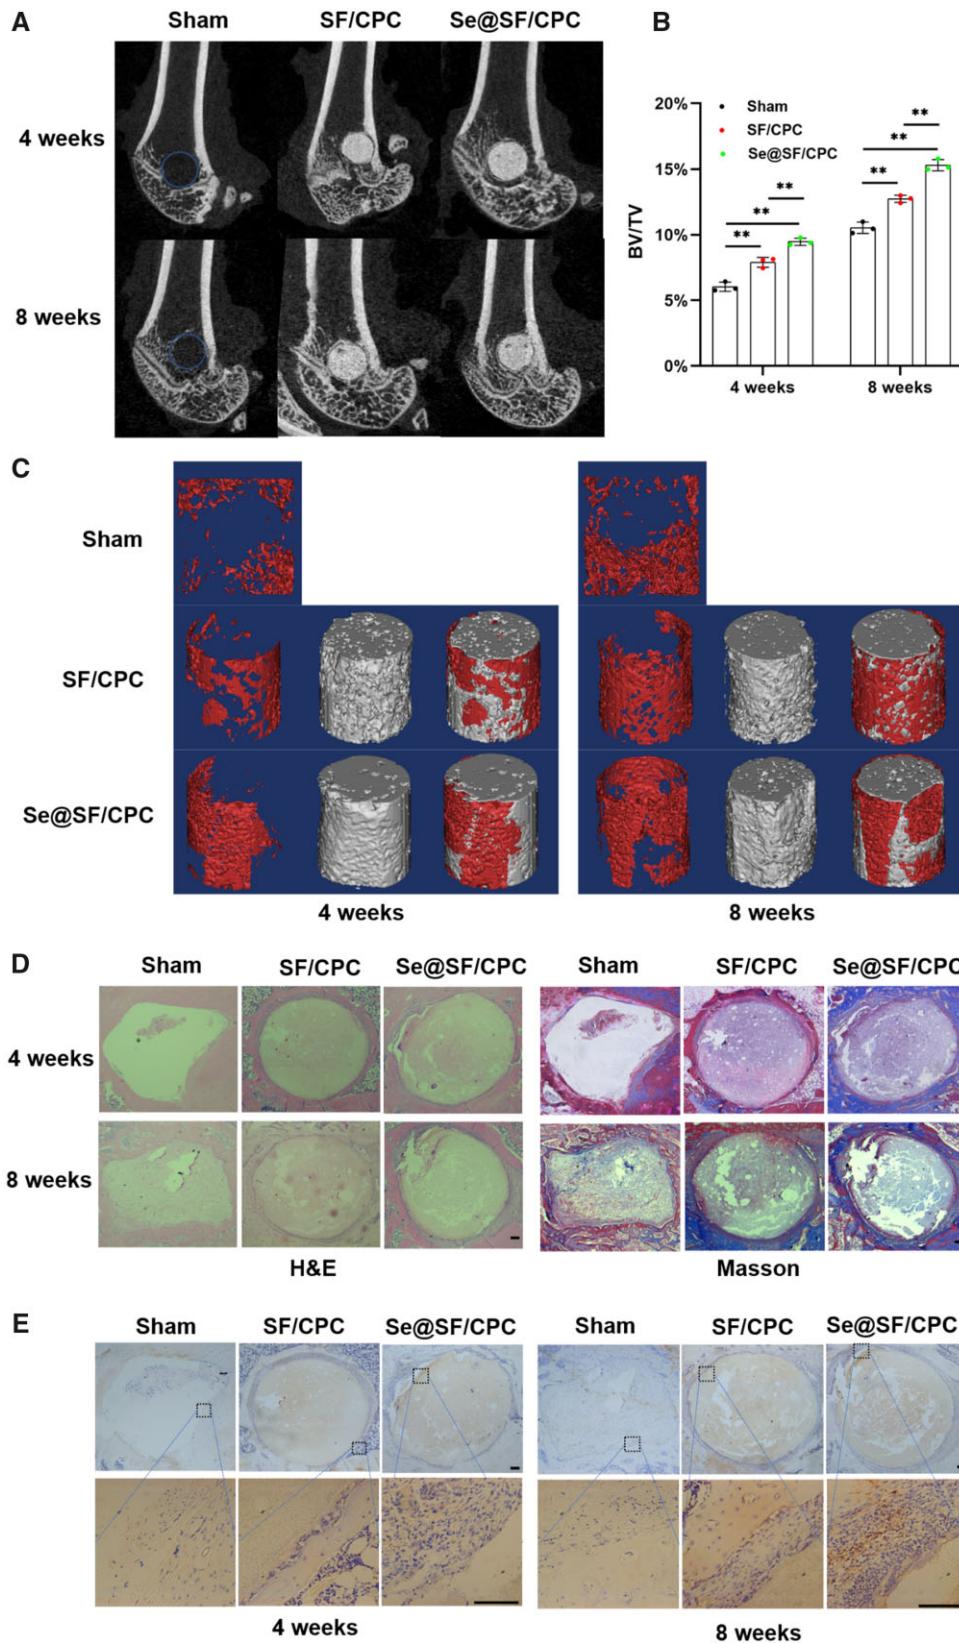 A
Sham SF/CPC Se@SF/CPC
4 weeks
8 weeks
B
20%
15%
10%
5%
0%
BV/TV
Sham
SF/CPC
Se@SF/CPC
** ** **
** ** **
4 weeks 8 weeks
C
Sham
SF/CPC
Se@SF/CPC
4 weeks 8 weeks
D
Sham SF/CPC Se@SF/CPC Sham SF/CPC Se@SF/CPC
4 weeks
8 weeks
H&E Masson
E
Sham SF/CPC Se@SF/CPC Sham SF/CPC Se@SF/CPC
4 weeks 8 weeks